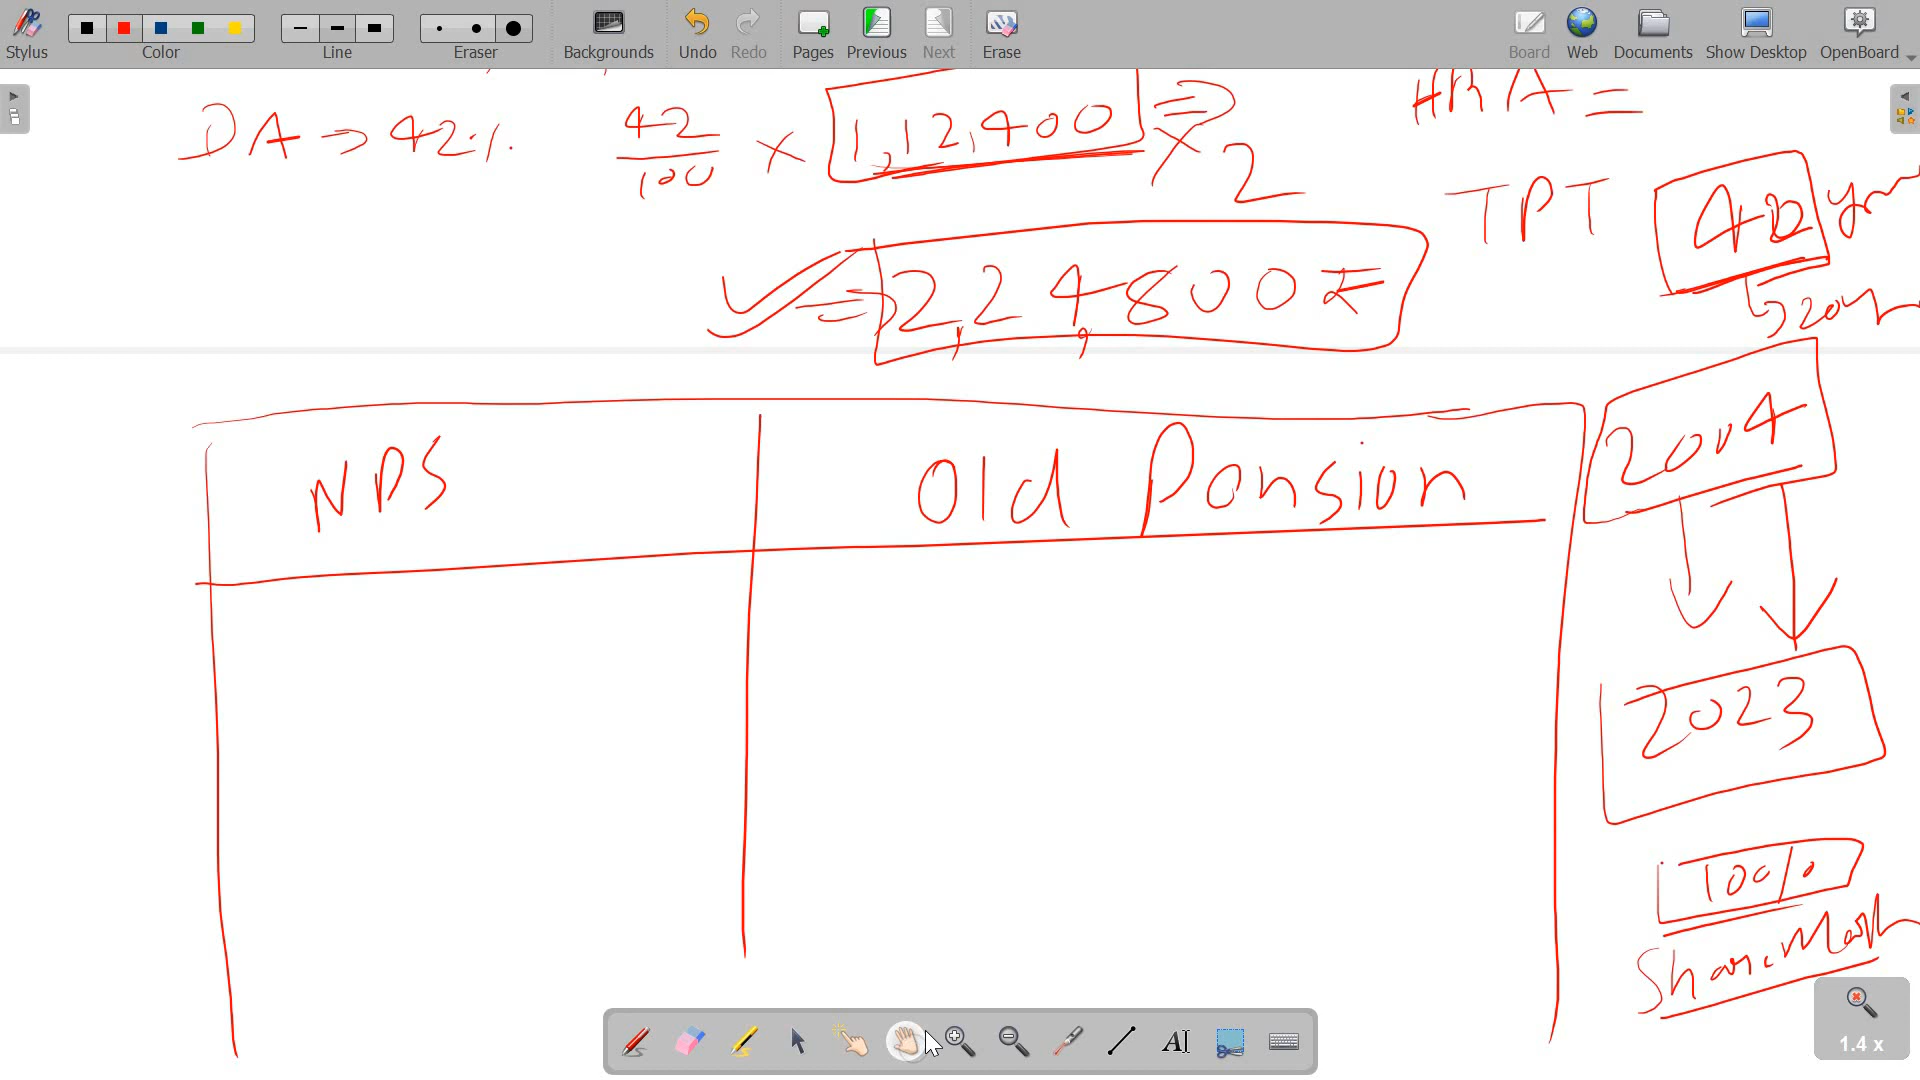 Stylus
Color
Line
Eraser
Backgrounds
Undo Redo
Pages Previous Next
Erase
Board Web Documents Show Desktop OpenBoard
DA → 42%. 42/100 × 1,12,400 ⇒
× 2
HRA =
TPT
⇒ 2,24,800₹
→ 20yr
NPS Old Pension
2004
2023
100%
1.4 x